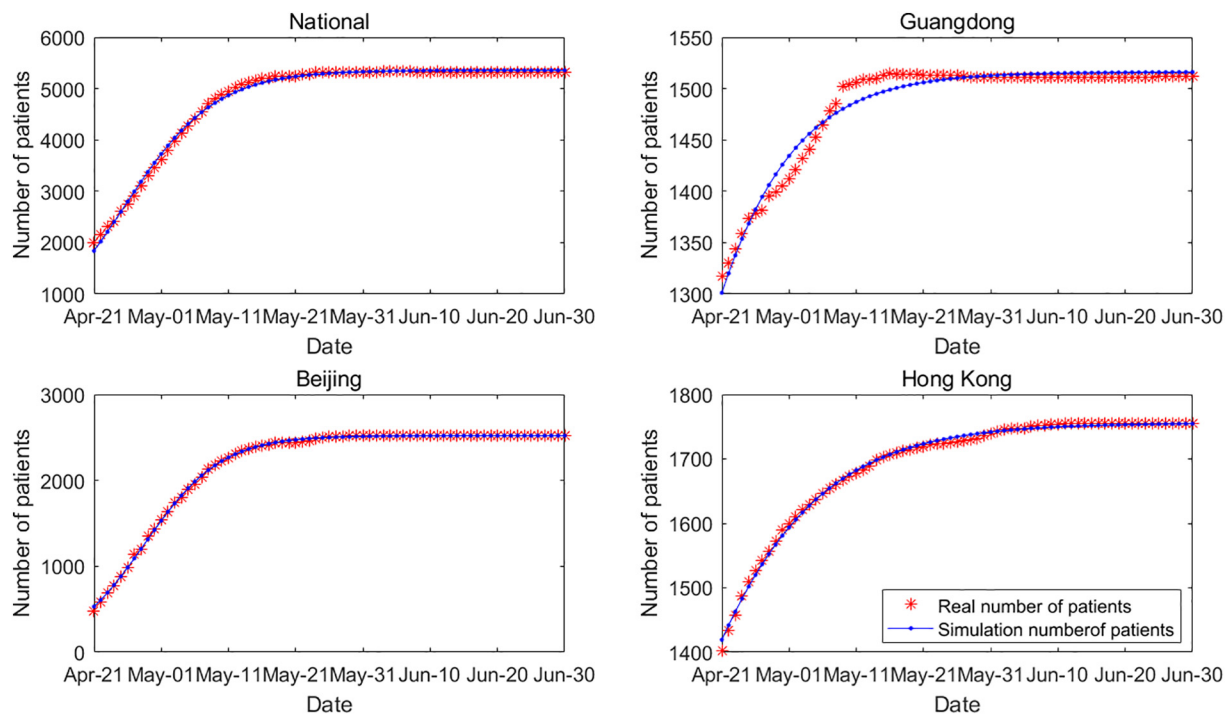 National
6000
5000
4000
3000
2000
1000
Number of patients
Apr-21 May-01 May-11 May-21 May-31 Jun-10 Jun-20 Jun-30
Date
Guangdong
1550
1500
1450
1400
1350
1300
Number of patients
Apr-21 May-01 May-11 May-21 May-31 Jun-10 Jun-20 Jun-30
Date
Beijing
3000
2000
1000
0
Number of patients
Apr-21 May-01 May-11 May-21 May-31 Jun-10 Jun-20 Jun-30
Date
Hong Kong
1800
1700
1600
1500
1400
Number of patients
Real number of patients
Simulation numberof patients
Apr-21 May-01 May-11 May-21 May-31 Jun-10 Jun-20 Jun-30
Date